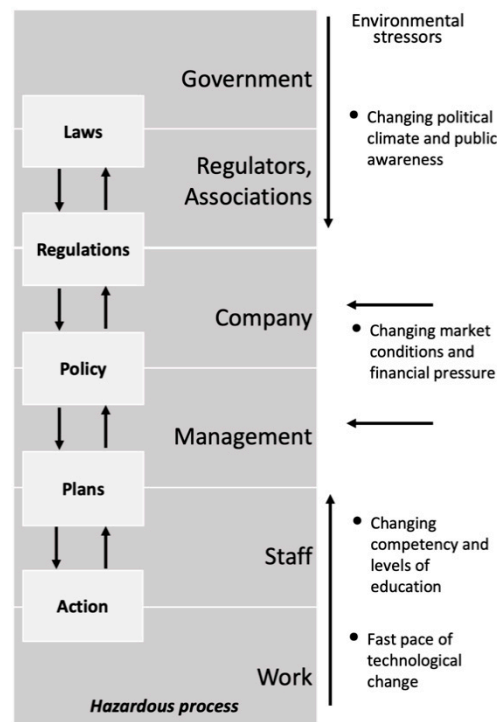 Environmental
stressors
Government
Laws
• Changing political
climate and public
awareness
Regulators,
Associations
Regulations
Company
• Changing market
conditions and
financial pressure
Policy
Management
Plans
• Changing
competency and
levels of
education
Staff
Action
• Fast pace of
technological
change
Work
Hazardous process